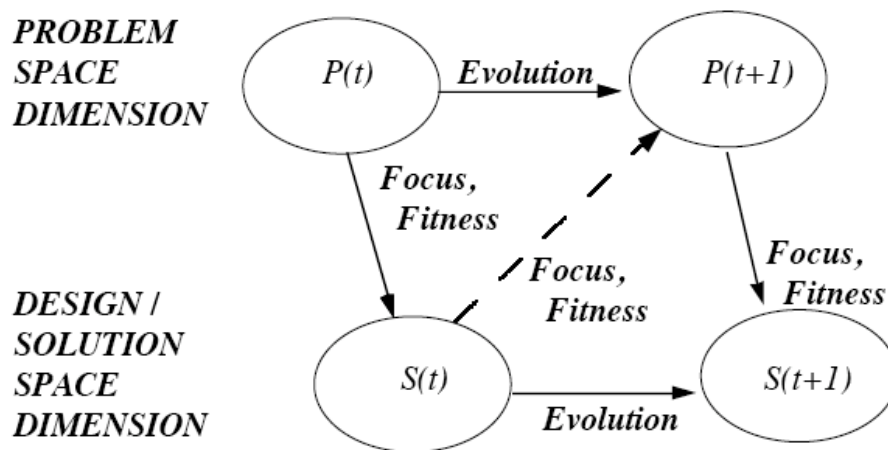 PROBLEM
SPACE
DIMENSION
P(t)
Evolution
P(t+1)
Focus,
Fitness
Focus,
Fitness
Focus,
Fitness
DESIGN /
SOLUTION
SPACE
DIMENSION
S(t)
Evolution
S(t+1)